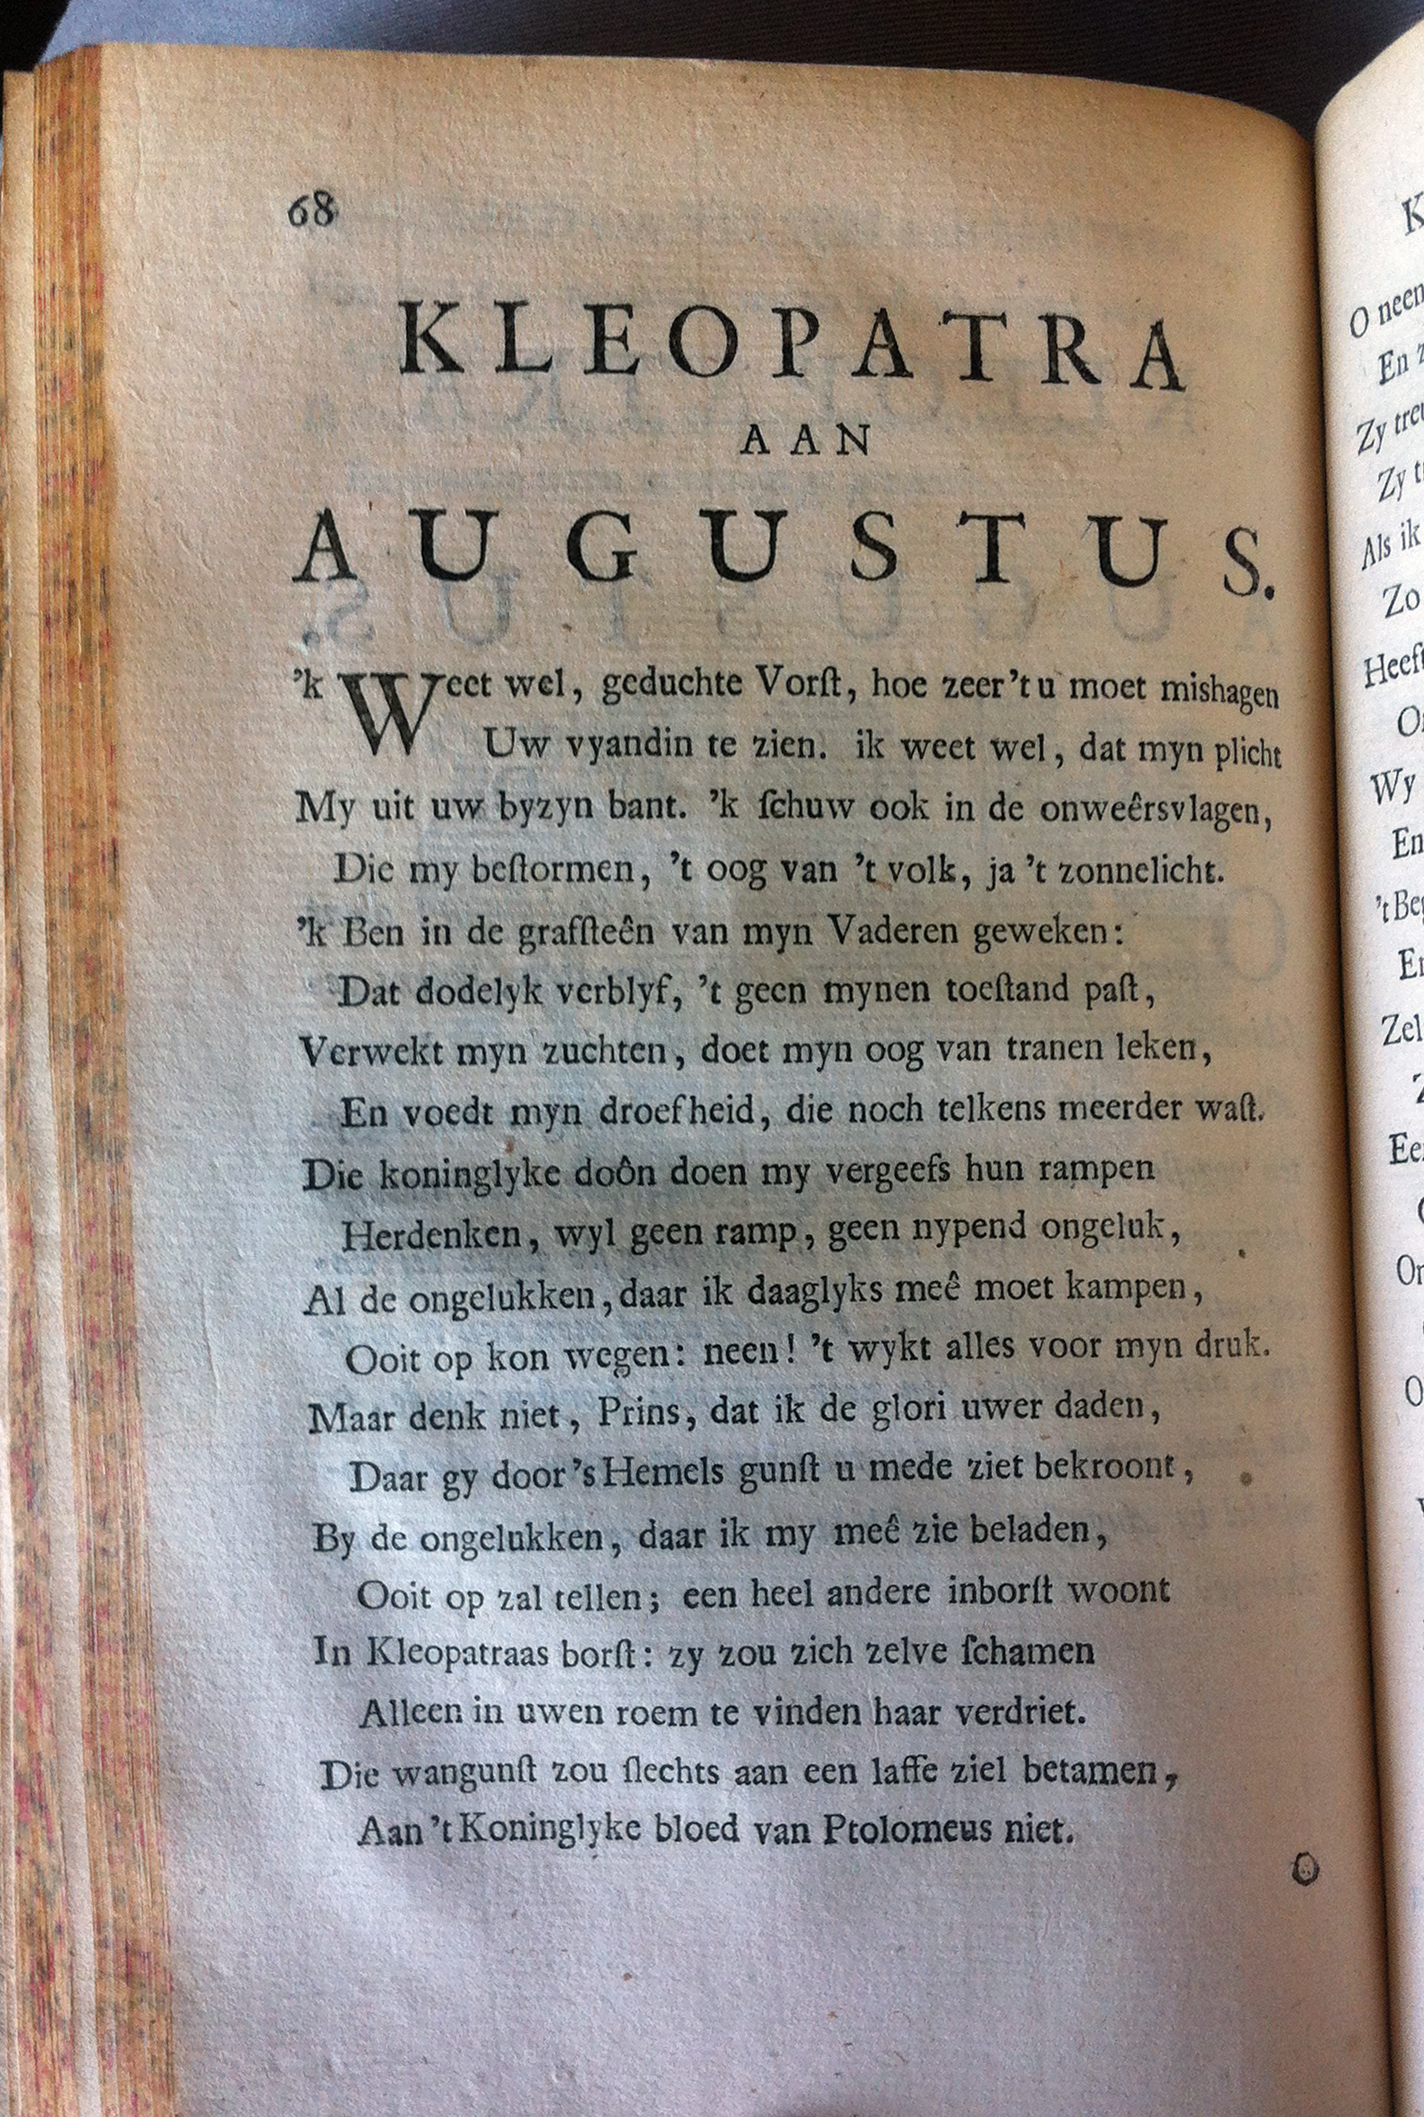 68
KLEOPATRA
AAN
AUGUSTUS.
'k Weet wel, geduchte Vorſt, hoe zeer 't u moet mishagen
Uw vyandin te zien. ik weet wel, dat myn plicht
My uit uw byzyn bant. 'k ſchuw ook in de onweêrsvlagen,
Die my beſtormen, 't oog van 't volk, ja 't zonnelicht.
'k Ben in de grafſteên van myn Vaderen geweken:
Dat dodelyk verblyf, 't geen mynen toeſtand paſt,
Verwekt myn zuchten, doet myn oog van tranen leken,
En voedt myn droefheid, die noch telkens meerder waſt.
Die koninglyke doôn doen my vergeefs hun rampen
Herdenken, wyl geen ramp, geen nypend ongeluk,
Al de ongelukken, daar ik daaglyks meê moet kampen,
Ooit op kon wegen: neen! 't wykt alles voor myn druk.
Maar denk niet, Prins, dat ik de glori uwer daden,
Daar gy door 's Hemels gunſt u mede ziet bekroont,
By de ongelukken, daar ik my meê zie beladen,
Ooit op zal tellen; een heel andere inborſt woont
In Kleopatraas borſt: zy zou zich zelve ſchamen
Alleen in uwen roem te vinden haar verdriet.
Die wangunſt zou ſlechts aan een laffe ziel betamen,
Aan 't Koninglyke bloed van Ptolomeus niet.
O
K
O neen
En z
Zy treu
Zy t
Als ik
Zo
Heeft
Wy
En
't Beg
Zel